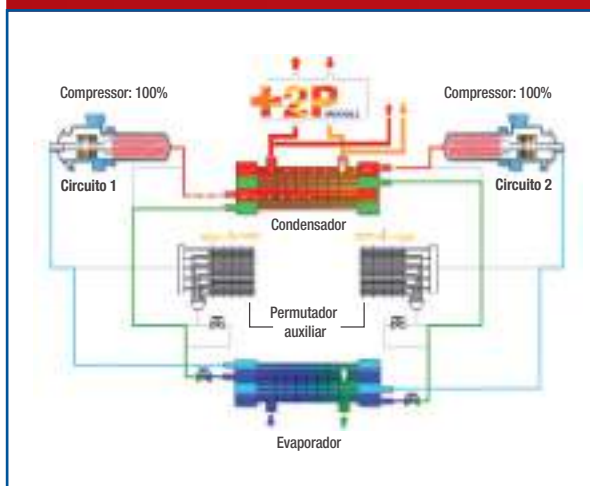 Compressor: 100%
Compressor: 100%
+2P
Circuito 1
Circuito 2
Condensador
Permutador
auxiliar
Evaporador